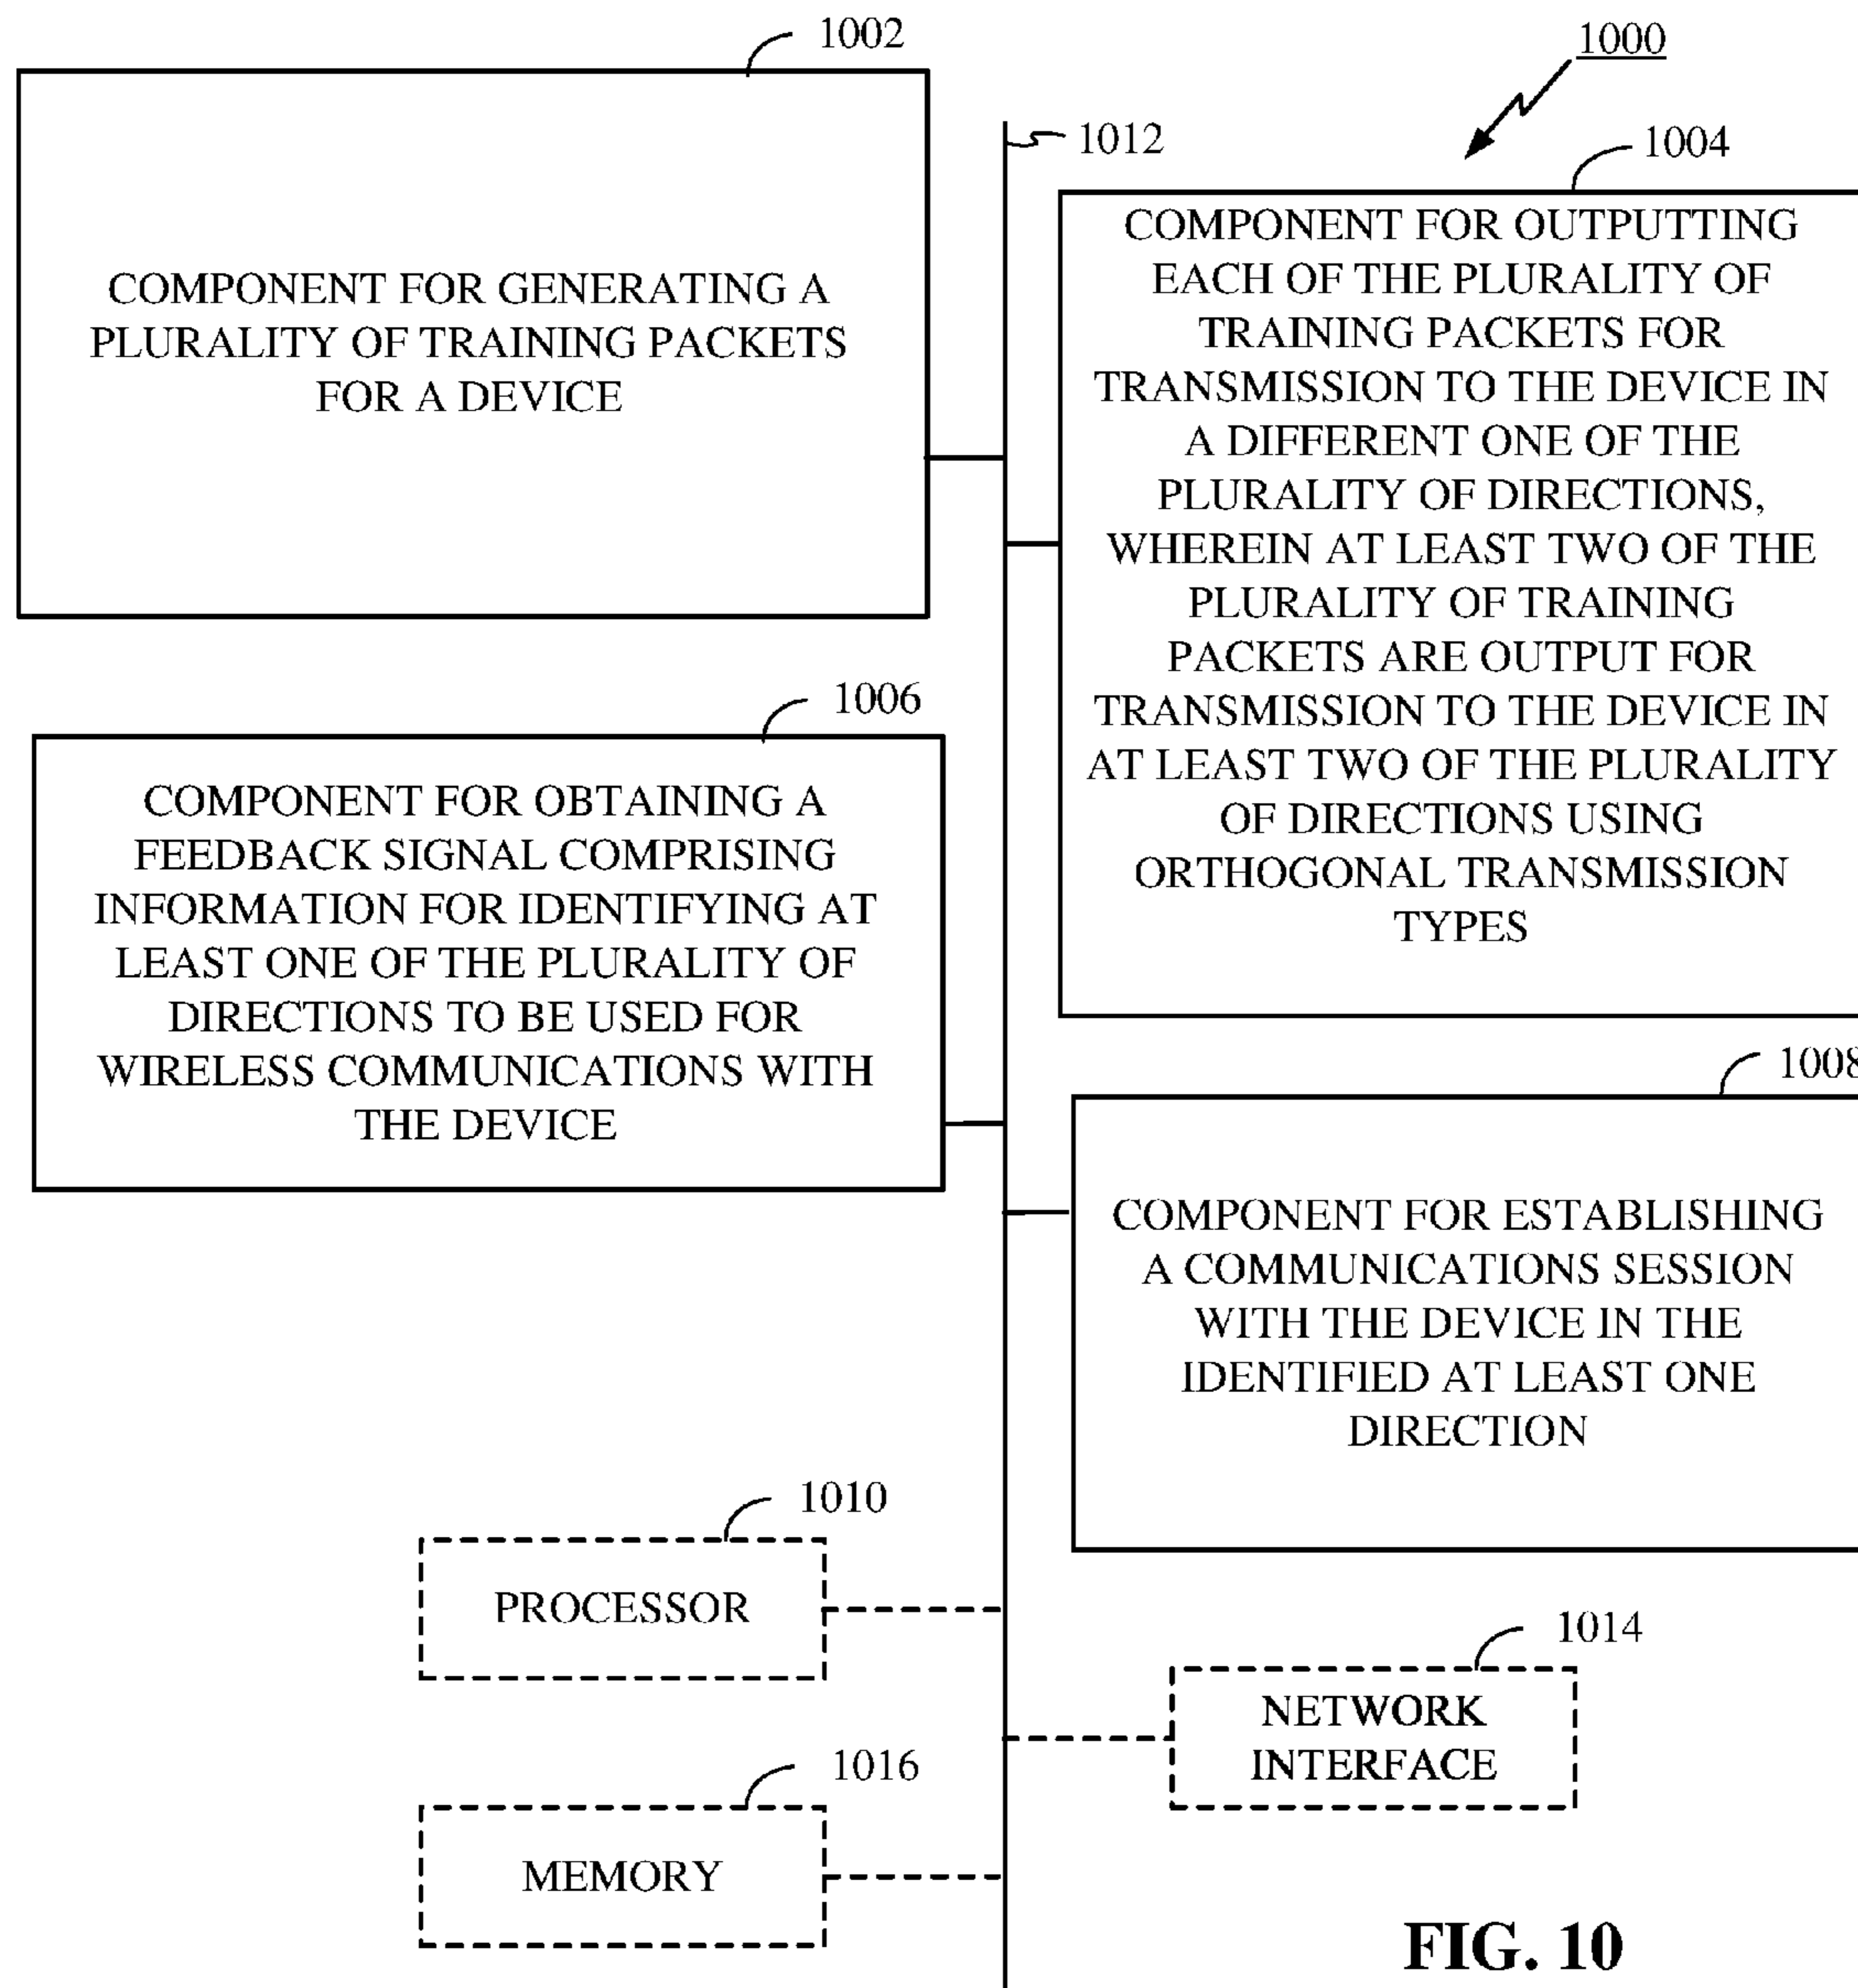 1002
1000
1012
1004
COMPONENT FOR GENERATING A
PLURALITY OF TRAINING PACKETS
FOR A DEVICE
COMPONENT FOR OUTPUTTING
EACH OF THE PLURALITY OF
TRAINING PACKETS FOR
TRANSMISSION TO THE DEVICE IN
A DIFFERENT ONE OF THE
PLURALITY OF DIRECTIONS,
WHEREIN AT LEAST TWO OF THE
PLURALITY OF TRAINING
PACKETS ARE OUTPUT FOR
TRANSMISSION TO THE DEVICE IN
AT LEAST TWO OF THE PLURALITY
OF DIRECTIONS USING
ORTHOGONAL TRANSMISSION
TYPES
1006
COMPONENT FOR OBTAINING A
FEEDBACK SIGNAL COMPRISING
INFORMATION FOR IDENTIFYING AT
LEAST ONE OF THE PLURALITY OF
DIRECTIONS TO BE USED FOR
WIRELESS COMMUNICATIONS WITH
THE DEVICE
1008
COMPONENT FOR ESTABLISHING
A COMMUNICATIONS SESSION
WITH THE DEVICE IN THE
IDENTIFIED AT LEAST ONE
DIRECTION
1010
PROCESSOR
1014
NETWORK
INTERFACE
1016
MEMORY
FIG. 10